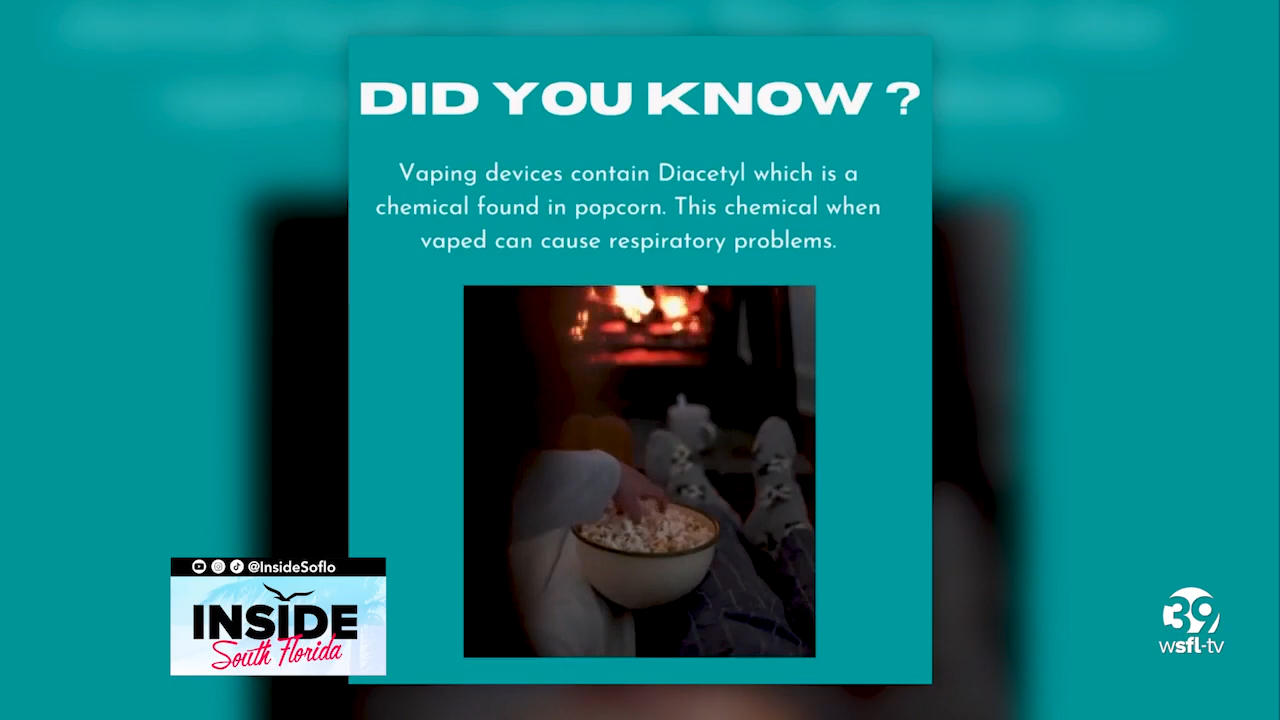 DID YOU KNOW ?
Vaping devices contain Diacetyl which is a
chemical found in popcorn. This chemical when
vaped can cause respiratory problems.
@InsideSoflo
INSIDE
South Florida
39
wsfl-tv